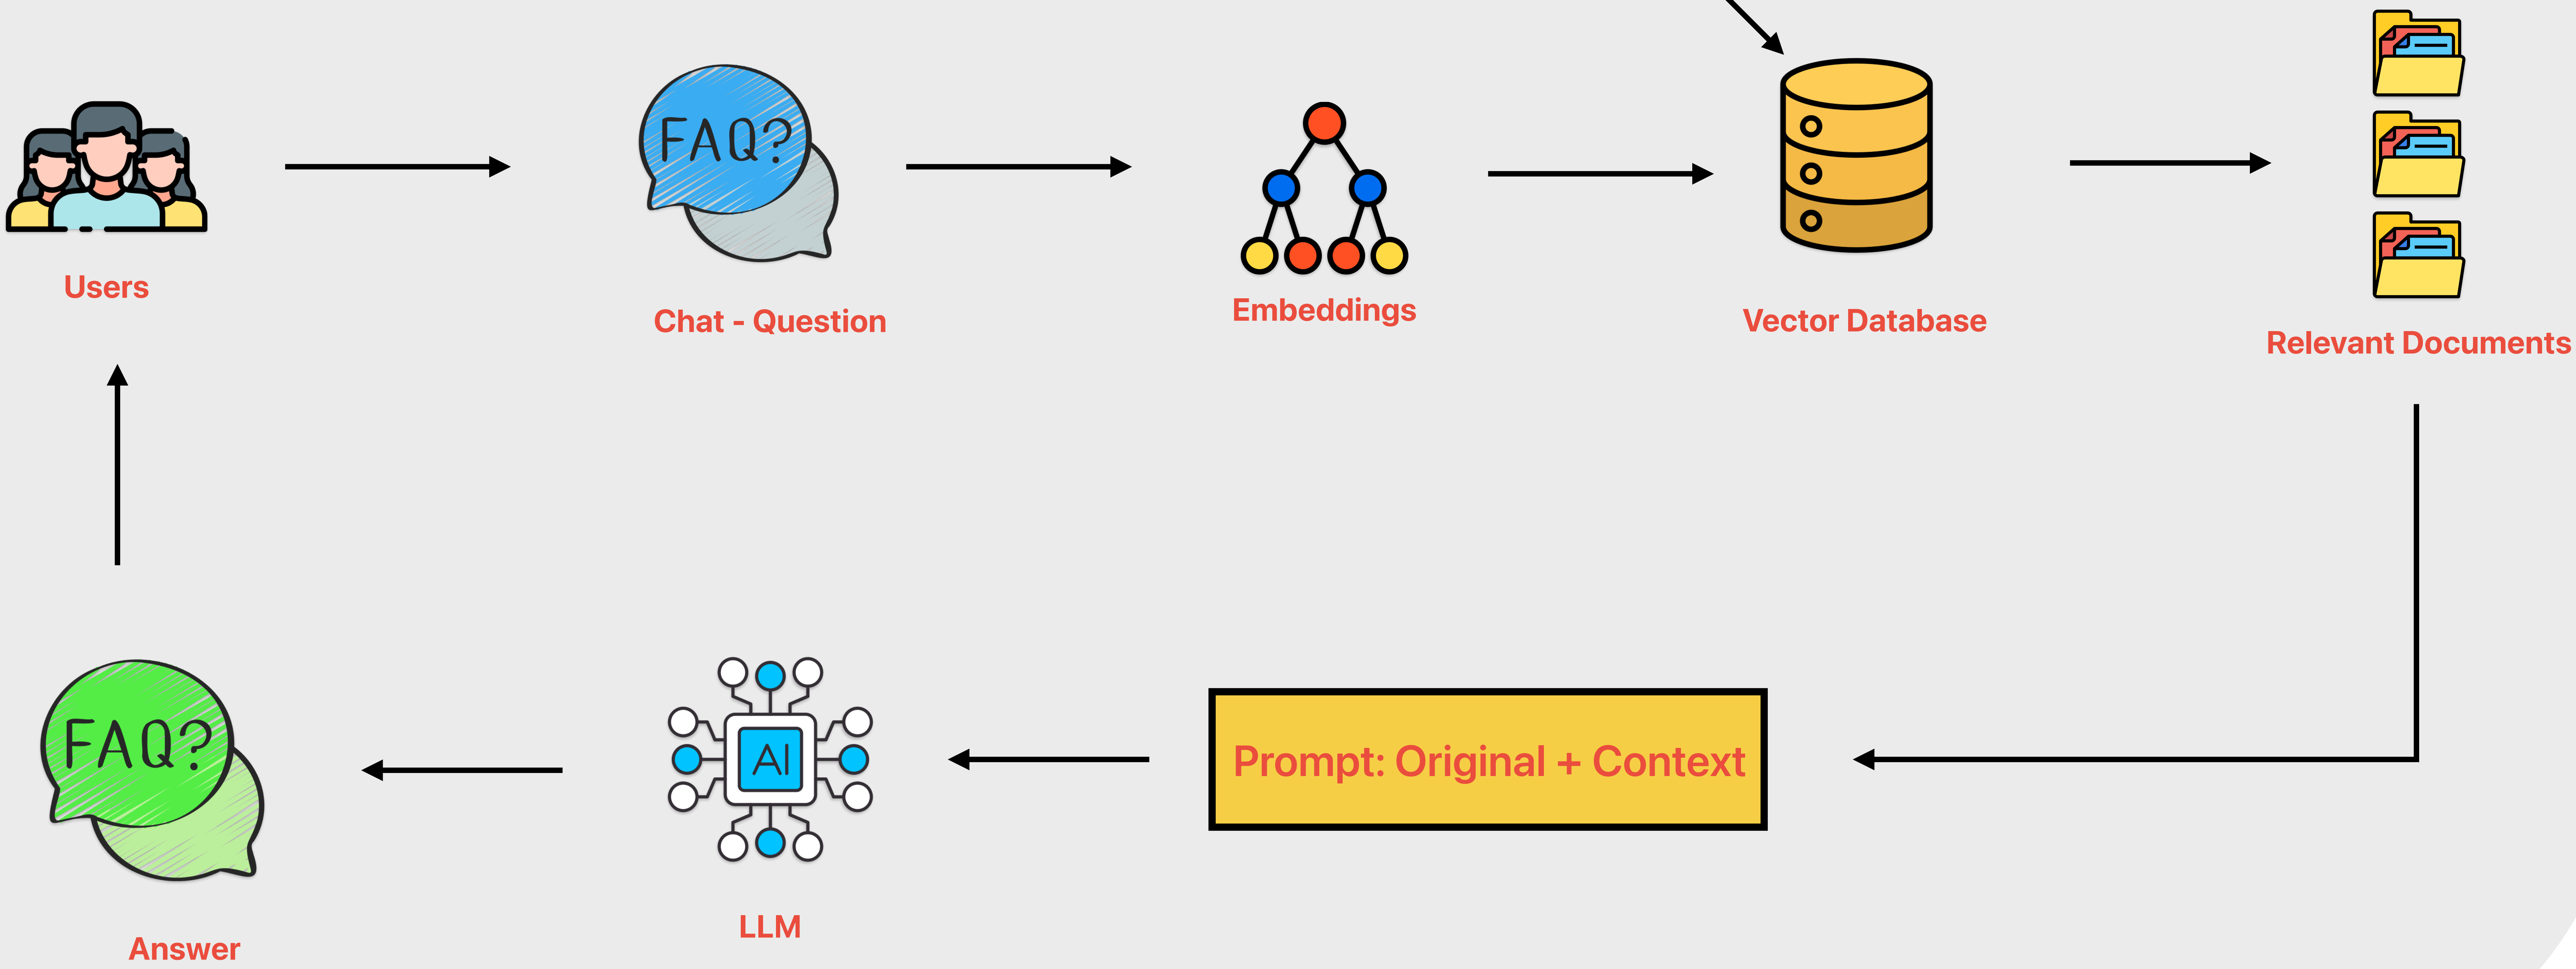 FAQ?
Users
Chat - Question
Embeddings
Vector Database
Relevant Documents
FAQ?
AI
Prompt: Original + Context
LLM
Answer